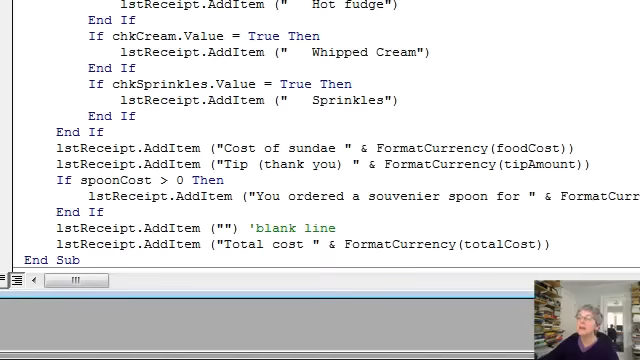 lstReceipt.AddItem ("   Hot fudge")
End If
If chkCream.Value = True Then
lstReceipt.AddItem ("   Whipped Cream")
End If
If chkSprinkles.Value = True Then
lstReceipt.AddItem ("   Sprinkles")
End If
End If
lstReceipt.AddItem ("Cost of sundae " & FormatCurrency(foodCost))
lstReceipt.AddItem ("Tip (thank you) " & FormatCurrency(tipAmount))
If spoonCost > 0 Then
lstReceipt.AddItem ("You ordered a souvenier spoon for " & FormatCurr
End If
lstReceipt.AddItem ("") 'blank line
lstReceipt.AddItem ("Total cost " & FormatCurrency(totalCost))
End Sub